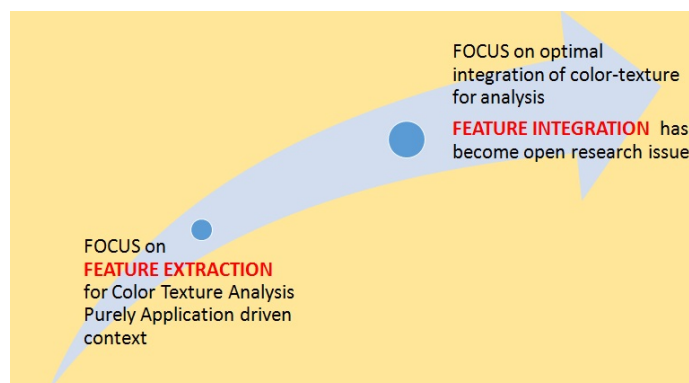 FOCUS on optimal
integration of color-texture
for analysis
FEATURE INTEGRATION has
become open research issue
FOCUS on
FEATURE EXTRACTION
for Color Texture Analysis
Purely Application driven
context